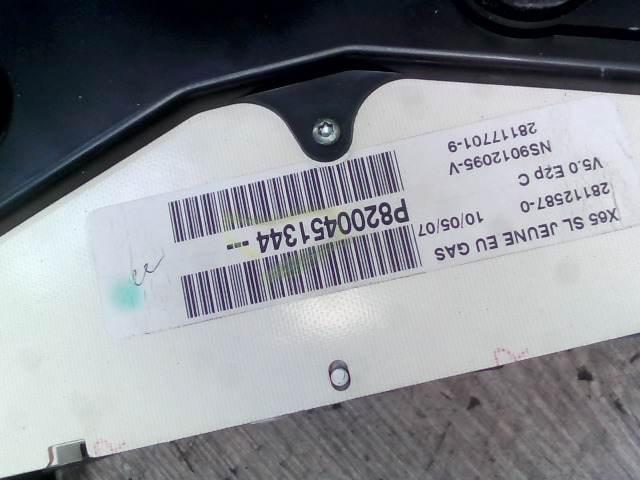 X65 SL JEUNE EU GAS
28112587-0 10/05/07
V5.0 E2p C
NS9012095-V
28117701-9
P8200451344 --